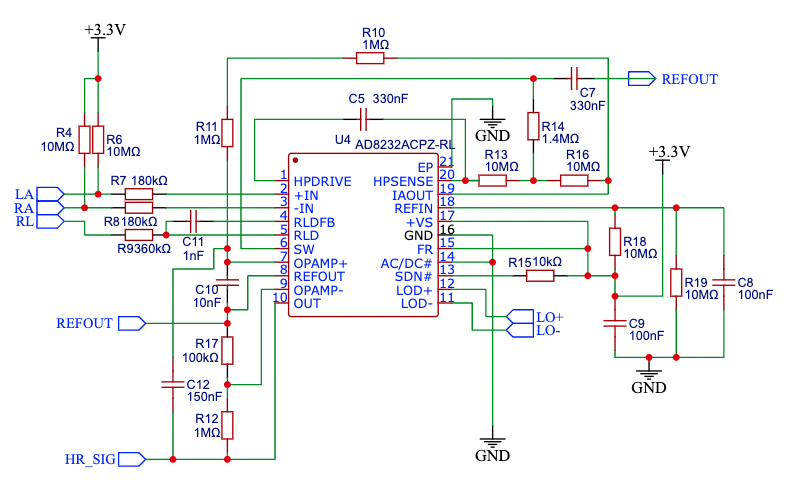 +3.3V
R10
1MΩ
C5 330nF
C7
330nF
REFOUT
R4
10MΩ
R6
10MΩ
R11
1MΩ
U4
AD8232ACPZ-RL
GND
R14
1.4MΩ
R13
10MΩ
R16
10MΩ
+3.3V
LA
RA
RL
R7 180kΩ
R8180kΩ
R9360kΩ
C11
1nF
1 HPDRIVE
2 +IN
3 -IN
4 RLDFB
5 RLD
6 SW
7 OPAMP+
8 REFOUT
9 OPAMP-
10 OUT
EP 21
HPSENSE 20
IAOUT 19
REFIN 18
+VS 17
GND 16
FR 15
AC/DC# 14
SDN# 13
LOD+ 12
LOD- 11
R1510kΩ
R18
10MΩ
R19
10MΩ
C8
100nF
C9
100nF
GND
C10
10nF
REFOUT
R17
100kΩ
C12
150nF
R12
1MΩ
LO+
LO-
HR_SIG
GND